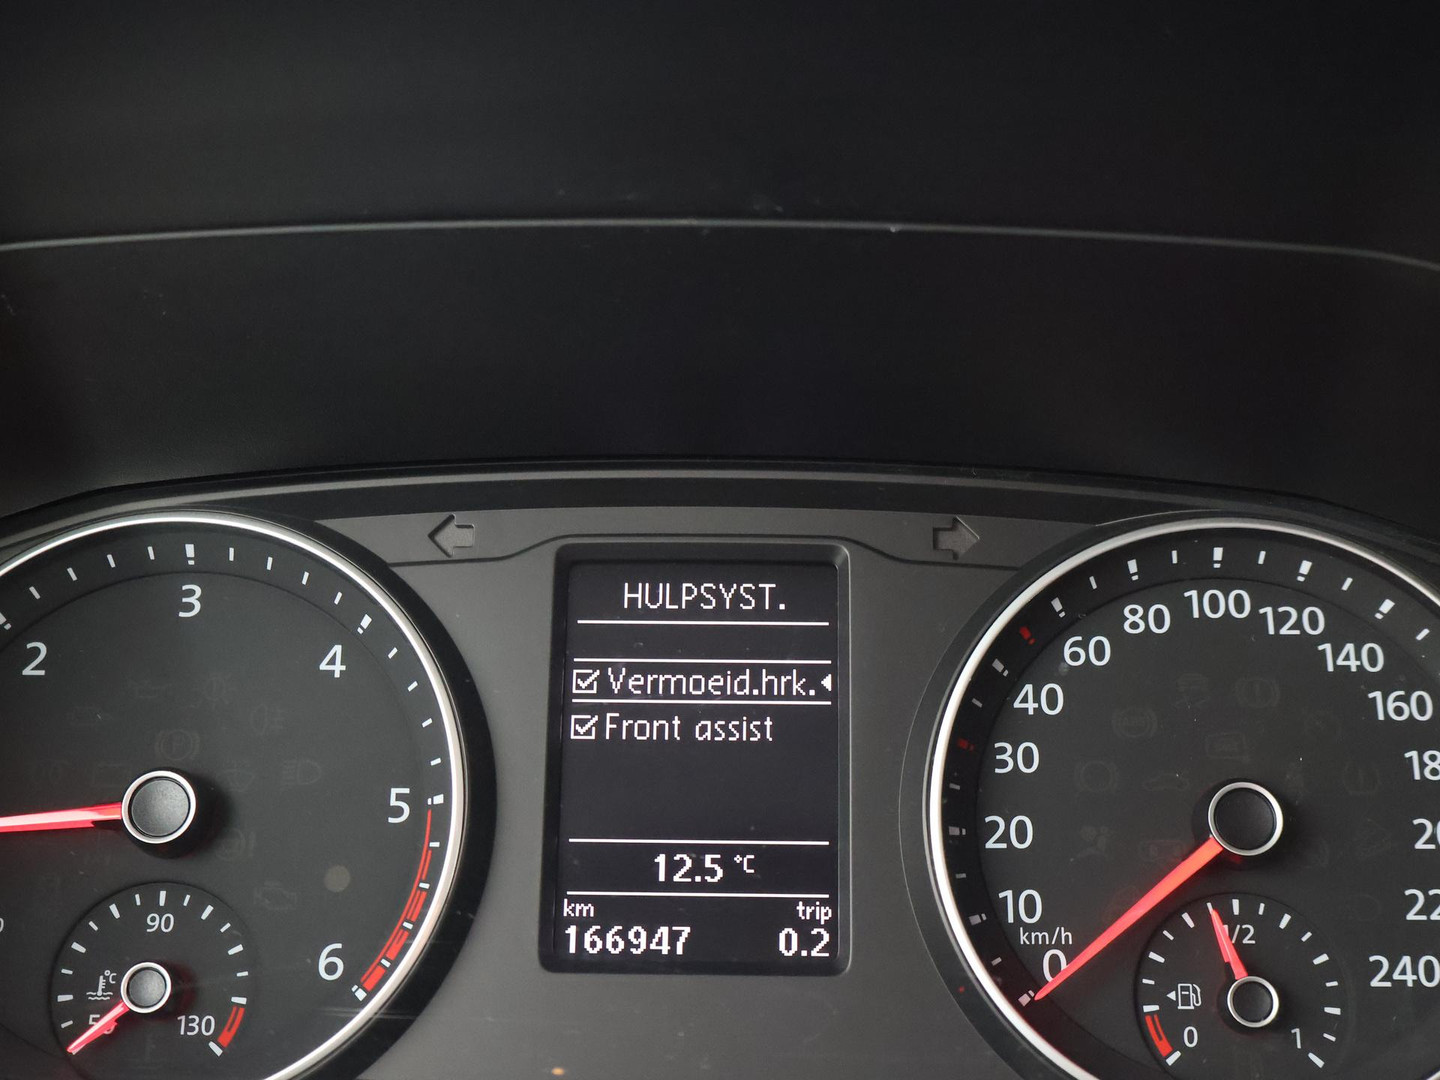 HULPSYST.
Vermoeid.hrk.
Front assist
12.5 °C
km trip
166947 0.2
2 3 4 5 6
90
°C
50 130
0 10 20 30 40 60 80 100 120 140 160
240
km/h
0 1/2 1